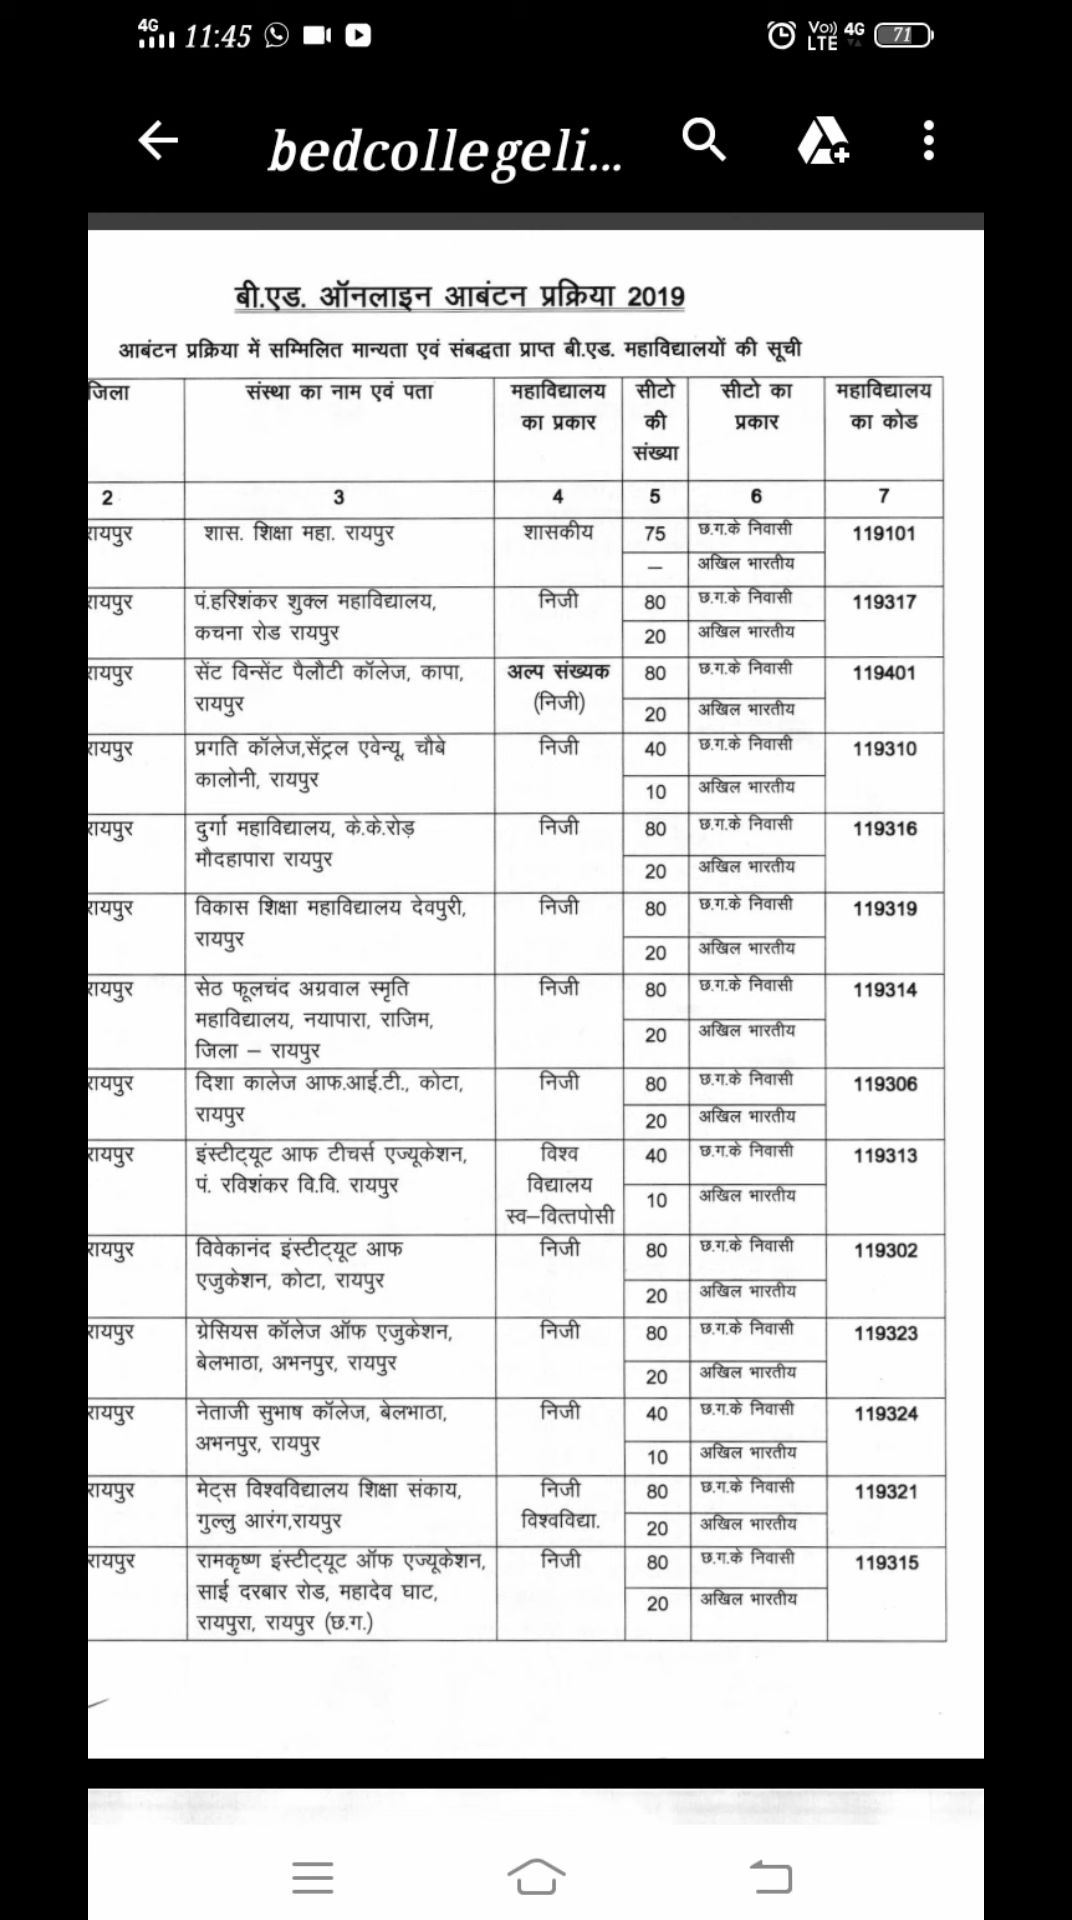 4G 11:45 Vo)) LTE 4G 71
bedcollegeli...
बी.एड. ऑनलाइन आबंटन प्रक्रिया 2019
आबंटन प्रक्रिया में सम्मिलित मान्यता एवं संबद्धता प्राप्त बी.एड. महाविद्यालयों की सूची
जिला संस्था का नाम एवं पता महाविद्यालय सीटो सीटो का महाविद्यालय
का प्रकार की प्रकार का कोड
संख्या
2 3 4 5 6 7
रायपुर शास. शिक्षा महा. रायपुर शासकीय 75 छ.ग.के निवासी 119101
— अखिल भारतीय
रायपुर पं.हरिशंकर शुक्ल महाविद्यालय, निजी 80 छ.ग.के निवासी 119317
कचना रोड रायपुर 20 अखिल भारतीय
रायपुर सेंट विन्सेंट पैलौटी कॉलेज, कापा, अल्प संख्यक 80 छ.ग.के निवासी 119401
रायपुर (निजी) 20 अखिल भारतीय
रायपुर प्रगति कॉलेज,सेंट्रल एवेन्यू, चौबे निजी 40 छ.ग.के निवासी 119310
कालोनी, रायपुर 10 अखिल भारतीय
रायपुर दुर्गा महाविद्यालय, के.के.रोड़ निजी 80 छ.ग.के निवासी 119316
मौदहापारा रायपुर 20 अखिल भारतीय
रायपुर विकास शिक्षा महाविद्यालय देवपुरी, निजी 80 छ.ग.के निवासी 119319
रायपुर 20 अखिल भारतीय
रायपुर सेठ फूलचंद अग्रवाल स्मृति निजी 80 छ.ग.के निवासी 119314
महाविद्यालय, नयापारा, राजिम, 20 अखिल भारतीय
जिला – रायपुर
रायपुर दिशा कालेज आफ.आई.टी., कोटा, निजी 80 छ.ग.के निवासी 119306
रायपुर 20 अखिल भारतीय
रायपुर इंस्टीट्यूट आफ टीचर्स एज्यूकेशन, विश्व 40 छ.ग.के निवासी 119313
पं. रविशंकर वि.वि. रायपुर विद्यालय 10 अखिल भारतीय
स्व–वित्तपोसी
रायपुर विवेकानंद इंस्टीट्यूट आफ निजी 80 छ.ग.के निवासी 119302
एजुकेशन, कोटा, रायपुर 20 अखिल भारतीय
रायपुर ग्रेसियस कॉलेज ऑफ एजुकेशन, निजी 80 छ.ग.के निवासी 119323
बेलभाठा, अभनपुर, रायपुर 20 अखिल भारतीय
रायपुर नेताजी सुभाष कॉलेज, बेलभाठा, निजी 40 छ.ग.के निवासी 119324
अभनपुर, रायपुर 10 अखिल भारतीय
रायपुर मेट्स विश्वविद्यालय शिक्षा संकाय, निजी 80 छ.ग.के निवासी 119321
गुल्लु आरंग,रायपुर विश्वविद्या. 20 अखिल भारतीय
रायपुर रामकृष्ण इंस्टीट्यूट ऑफ एज्यूकेशन, निजी 80 छ.ग.के निवासी 119315
साई दरबार रोड, महादेव घाट, 20 अखिल भारतीय
रायपुरा, रायपुर (छ.ग.)